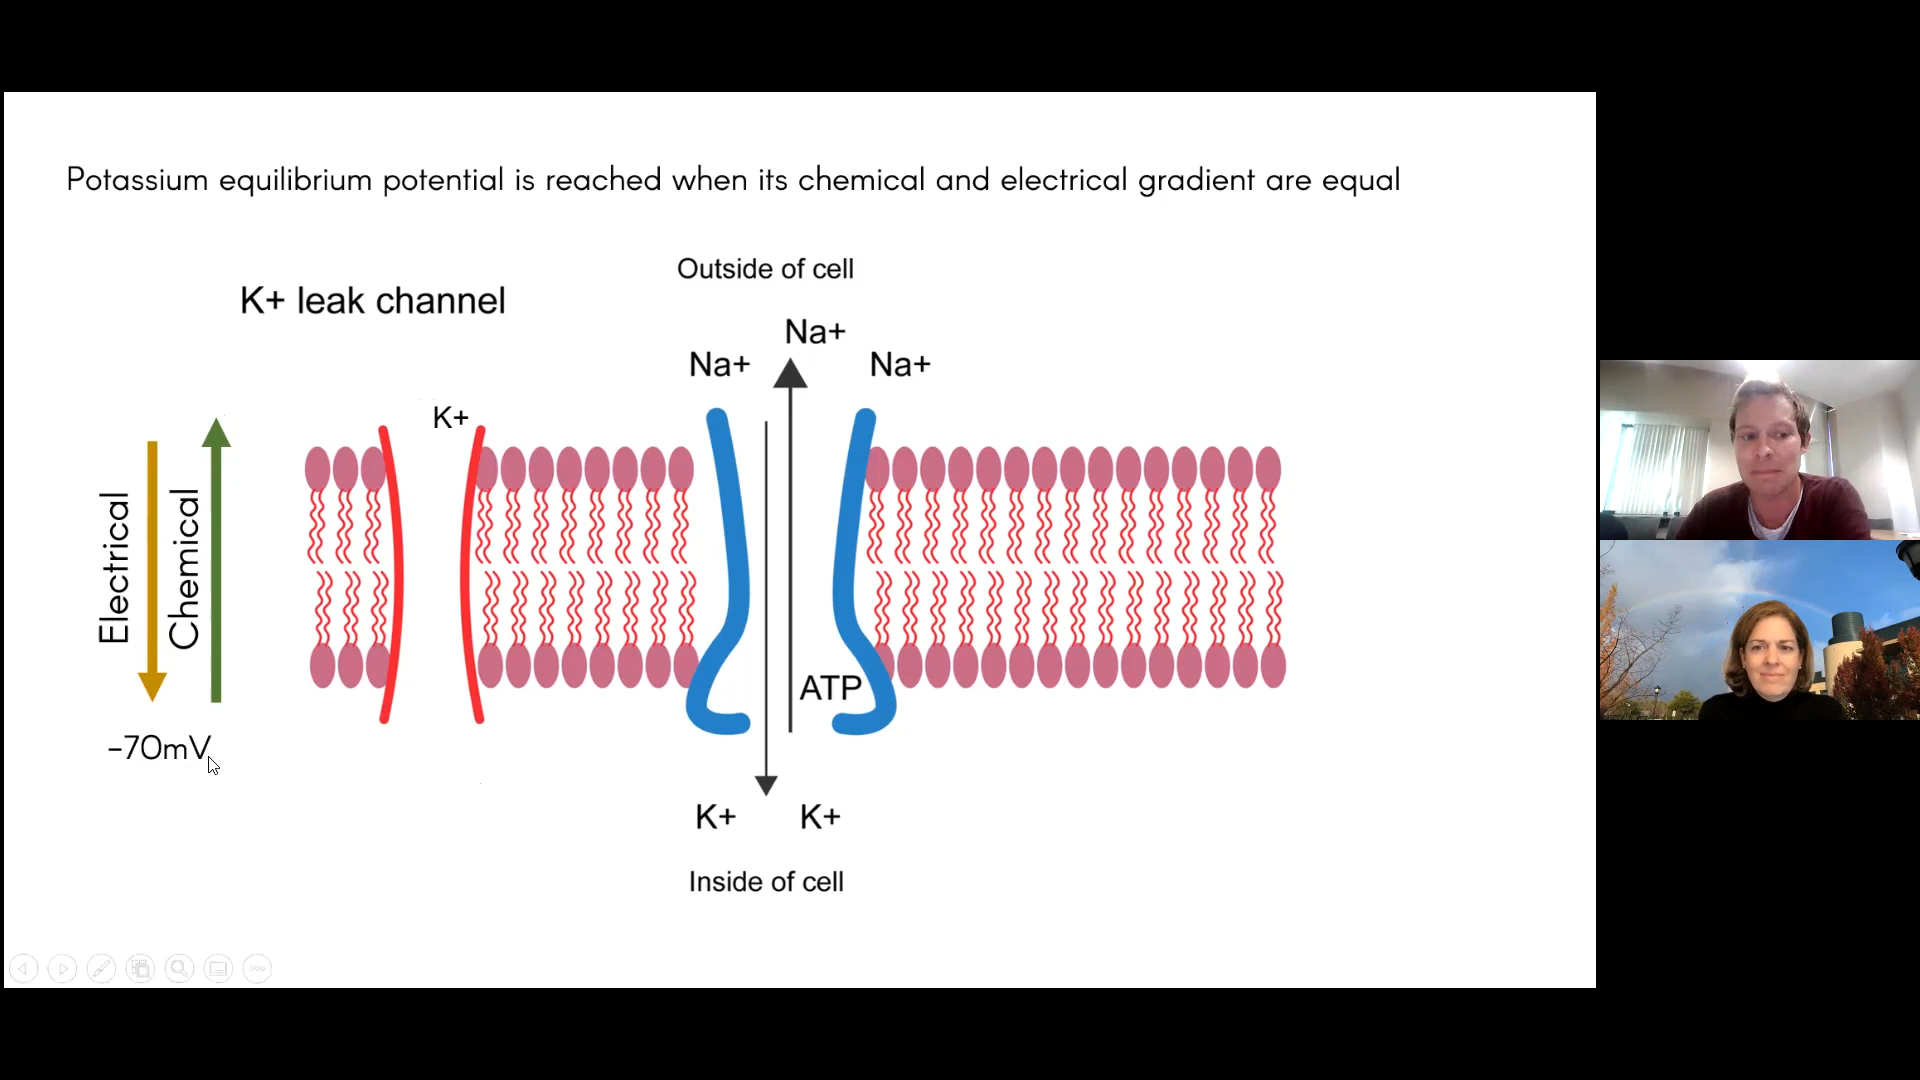 Potassium equilibrium potential is reached when its chemical and electrical gradient are equal
Outside of cell
K+ leak channel
Na+
Na+
Na+
K+
Electrical
Chemical
ATP
-70mV
K+
K+
Inside of cell